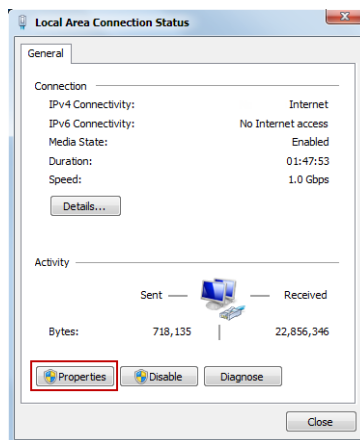 Local Area Connection Status
General
Connection
IPv4 Connectivity: Internet
IPv6 Connectivity: No Internet access
Media State: Enabled
Duration: 01:47:53
Speed: 1.0 Gbps
Details...
Activity
Sent Received
Bytes: 718,135 22,856,346
Properties Disable Diagnose
Close